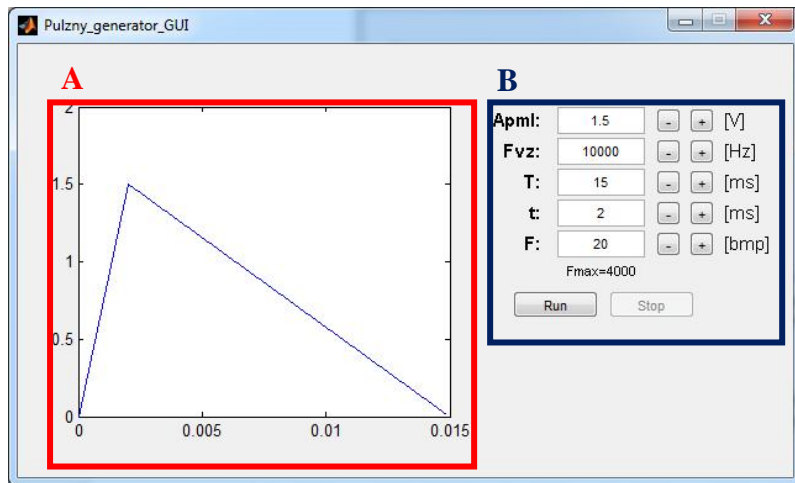 Pulzny_generator_GUI
A
B
2
1.5
1
0.5
0
0 0.005 0.01 0.015
Apml: 1.5 - + [V]
Fvz: 10000 - + [Hz]
T: 15 - + [ms]
t: 2 - + [ms]
F: 20 - + [bmp]
Fmax=4000
Run Stop